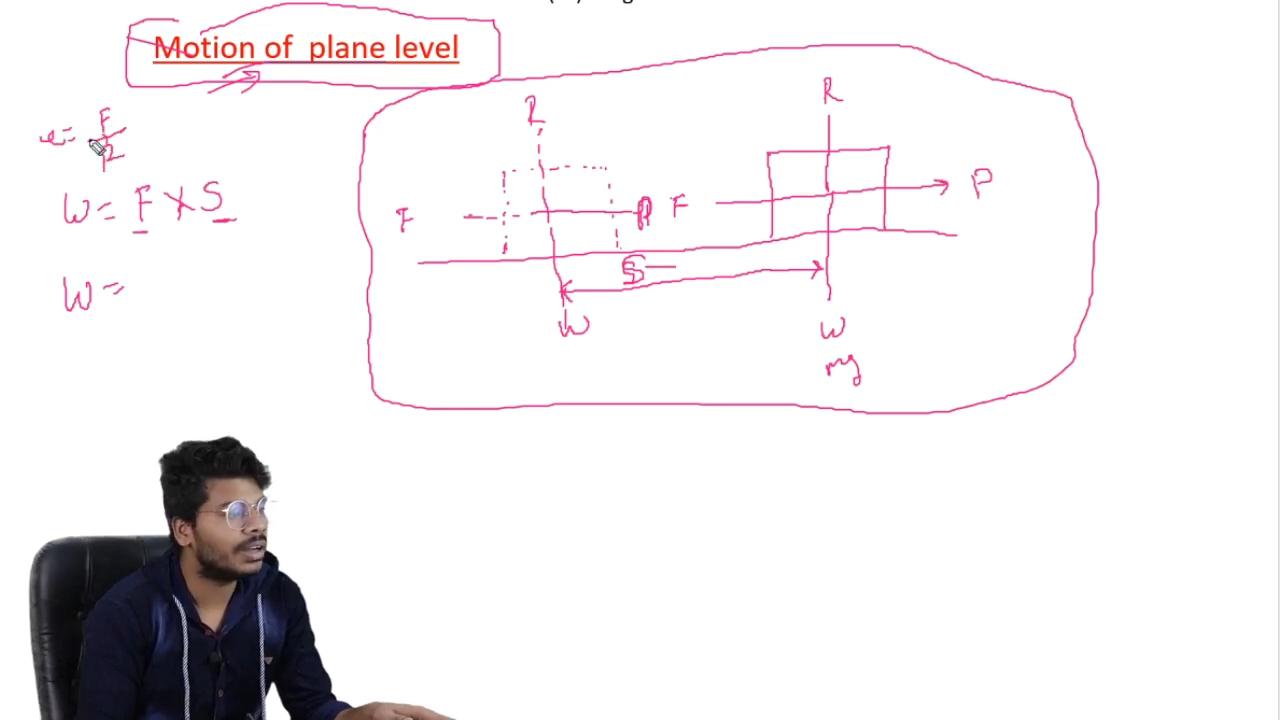 Motion of plane level
R
R
μ = F/R
W = F × S
F
P
F
P
S
W =
W
W
mg